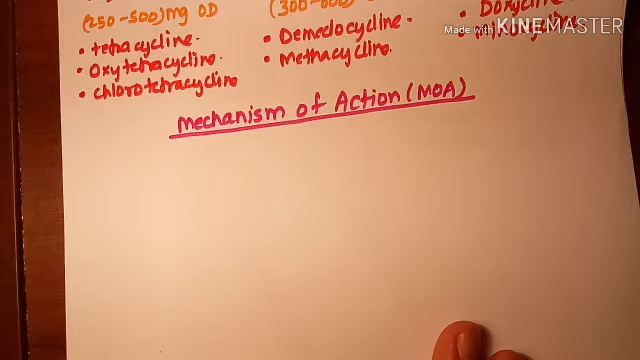 (250-500)mg OD
• tetracycline.
• Oxytetracycline.
• Chlorotetracycline
• Demeclocycline.
• Methacycline.
• Doxycline
Made with KINEMASTER
Mechanism of Action (MOA)